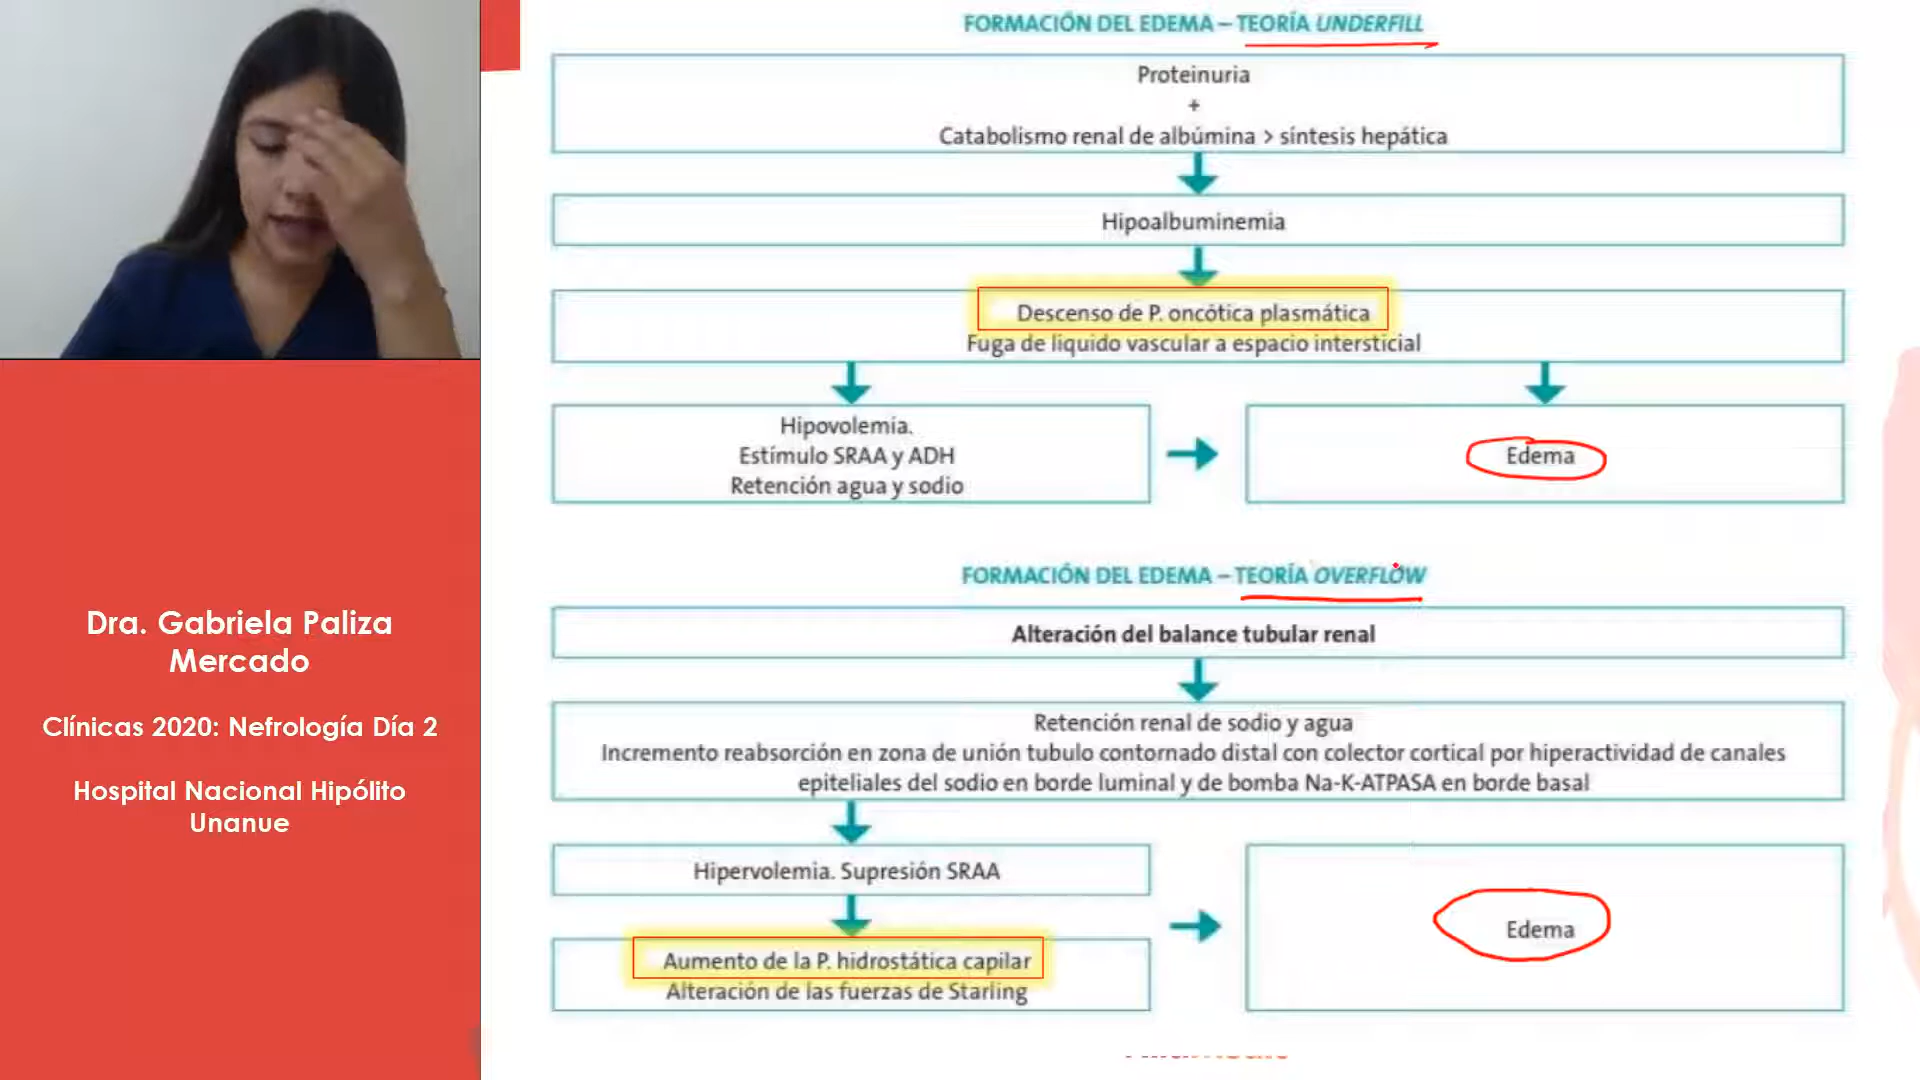 FORMACIÓN DEL EDEMA – TEORÍA UNDERFILL
Proteinuria
+
Catabolismo renal de albúmina > síntesis hepática
Hipoalbuminemia
Descenso de P. oncótica plasmática
Fuga de liquido vascular a espacio intersticial
Hipovolemia.
Estímulo SRAA y ADH
Retención agua y sodio
Edema
FORMACIÓN DEL EDEMA – TEORÍA OVERFLOW
Alteración del balance tubular renal
Retención renal de sodio y agua
Incremento reabsorción en zona de unión tubulo contornado distal con colector cortical por hiperactividad de canales
epiteliales del sodio en borde luminal y de bomba Na-K-ATPASA en borde basal
Hipervolemia. Supresión SRAA
Aumento de la P. hidrostática capilar
Alteración de las fuerzas de Starling
Edema
Dra. Gabriela Paliza
Mercado
Clínicas 2020: Nefrología Día 2
Hospital Nacional Hipólito
Unanue